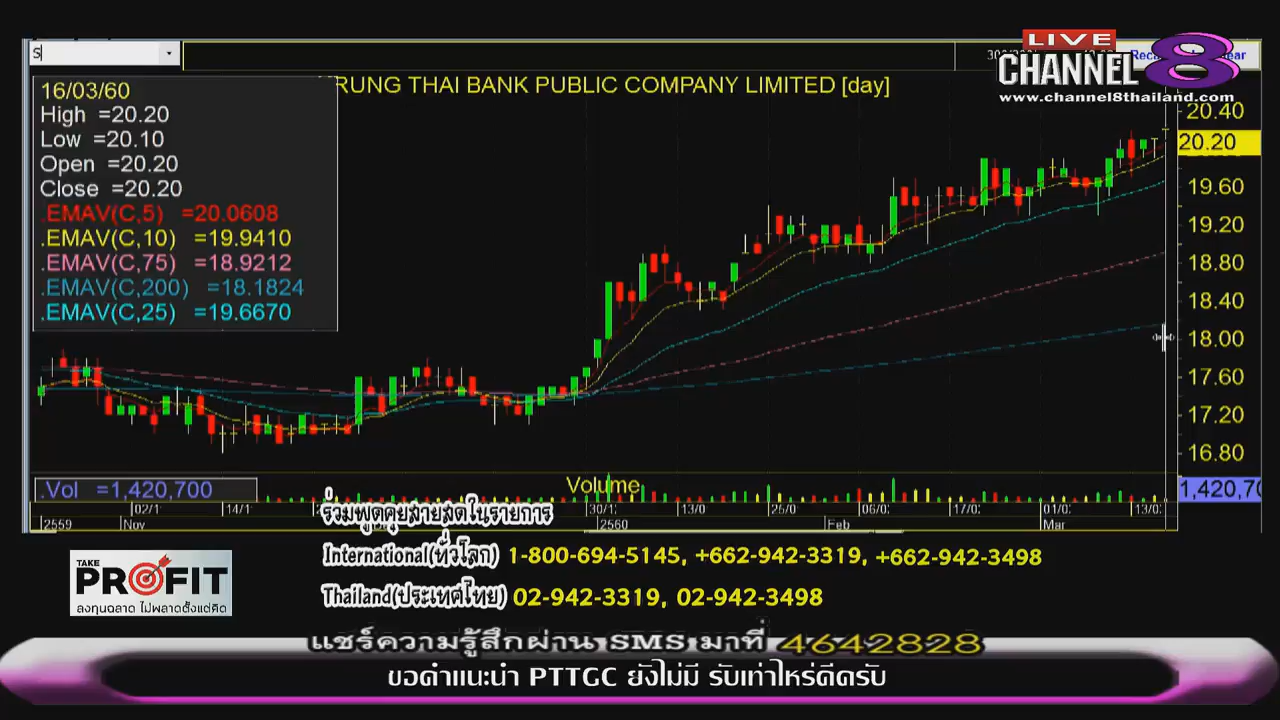 S
LIVE
CHANNEL 8
www.channel8thailand.com
RUNG THAI BANK PUBLIC COMPANY LIMITED [day]
16/03/60
High =20.20
Low =20.10
Open =20.20
Close =20.20
.EMAV(C,5) =20.0608
.EMAV(C,10) =19.9410
.EMAV(C,75) =18.9212
.EMAV(C,200) =18.1824
.EMAV(C,25) =19.6670
20.40
20.20
19.60
19.20
18.80
18.40
18.00
17.60
17.20
16.80
.Vol =1,420,700
Volume
1,420,70
02/1 14/1 30/1 13/0 25/0 06/0 17/0 01/0 13/0
2559 Nov 2560 Feb Mar
ร่วมพูดคุยสายสดในรายการ
International(ทั่วโลก) 1-800-694-5145, +662-942-3319, +662-942-3498
Thailand(ประเทศไทย) 02-942-3319, 02-942-3498
TAKE
PROFIT
ลงทุนฉลาด ไม่พลาดตั้งแต่คิด
แชร์ความรู้สึกผ่าน SMS มาที่ 4642828
ขอคำแนะนำ PTTGC ยังไม่มี รับเท่าไหร่ดีครับ